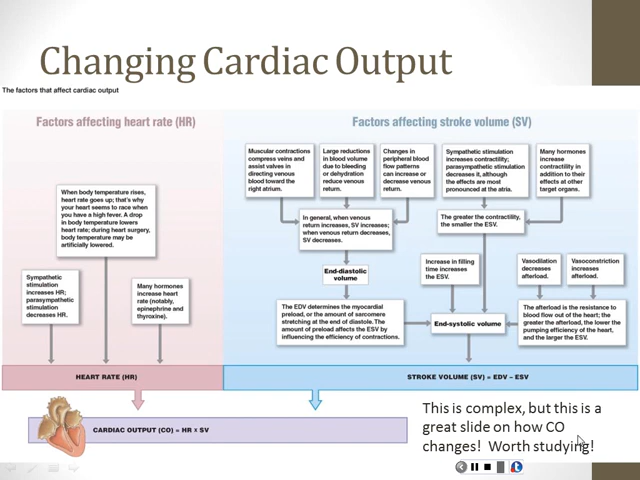 Changing Cardiac Output
The factors that affect cardiac output
Factors affecting heart rate (HR)
Factors affecting stroke volume (SV)
When body temperature rises,
heart rate goes up; that's why
your heart seems to race when
you have a high fever. A drop
in body temperature lowers
heart rate; during heart surgery,
body temperature may be
artificially lowered.
Sympathetic
stimulation
increases HR;
parasympathetic
stimulation
decreases HR.
Many hormones
increase heart rate
(notably,
epinephrine and
thyroxine).
Muscular contractions
compress veins and
assist valves in
directing venous
blood toward the
right atrium.
Large reductions
in blood volume
due to bleeding
or dehydration
reduce venous
return.
Changes in
peripheral blood
flow patterns
can increase or
decrease venous
return.
Sympathetic stimulation
increases contractility;
parasympathetic stimulation
decreases it, although
the effects are most
pronounced at the atria.
Many hormones
increase
contractility in
addition to their
effects at other
target organs.
In general, when venous
return increases, SV increases;
when venous return decreases,
SV decreases.
The greater the contractility,
the smaller the ESV.
End-diastolic
volume
Increase in filling
time increases
the ESV.
Vasodilation
decreases
afterload.
Vasoconstriction
increases
afterload.
The EDV determines the myocardial
preload, or the amount of sarcomere
stretching at the end of diastole. The
amount of preload affects the ESV by
influencing the efficiency of contractions.
End-systolic volume
The afterload is the resistance to
blood flow out of the heart; the
greater the afterload, the lower the
pumping efficiency of the heart,
and the larger the ESV.
HEART RATE (HR)
STROKE VOLUME (SV) = EDV – ESV
CARDIAC OUTPUT (CO) = HR x SV
This is complex, but this is a
great slide on how CO
changes! Worth studying!